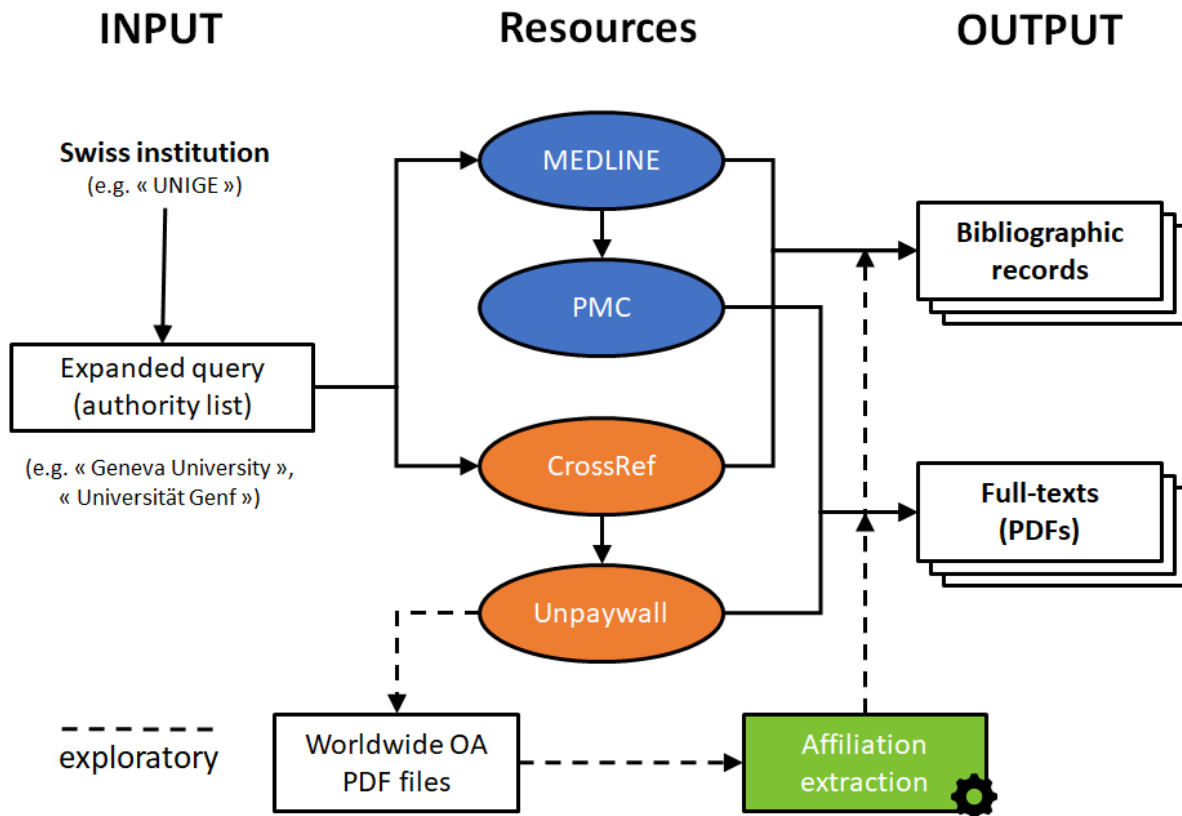 INPUT
Resources
OUTPUT
Swiss institution
(e.g. « UNIGE »)
Expanded query
(authority list)
(e.g. « Geneva University »,
« Universität Genf »)
MEDLINE
PMC
CrossRef
Unpaywall
Bibliographic
records
Full-texts
(PDFs)
exploratory
Worldwide OA
PDF files
Affiliation
extraction